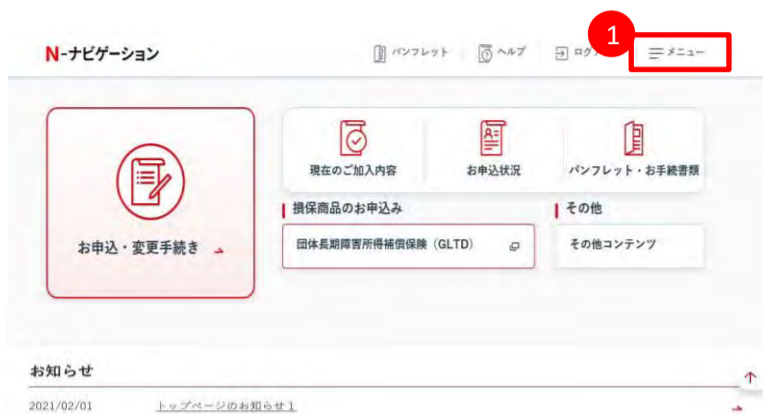 1
N-ナビゲーション
パンフレット ヘルプ メニュー
現在のご加入内容 お申込状況 パンフレット・お手続書類
お申込・変更手続き
損保商品のお申込み その他
団体長期障害所得補償保険（GLTD） その他コンテンツ
お知らせ
2021/02/01 トップページのお知らせ１